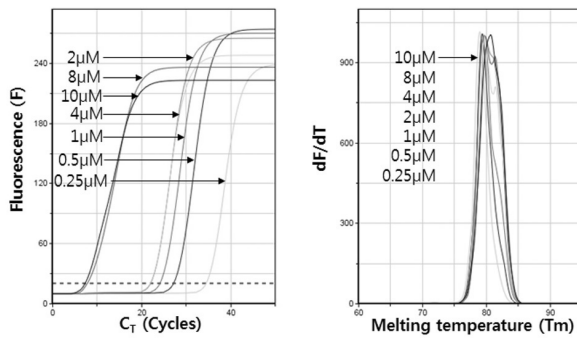 Fluorescence (F)
240
180
120
60
0
2μM
8μM
10μM
4μM
1μM
0.5μM
0.25μM
0
20
40
C_T (Cycles)
dF/dT
900
600
300
0
10μM
8μM
4μM
2μM
1μM
0.5μM
0.25μM
60
70
80
90
Melting temperature (Tm)